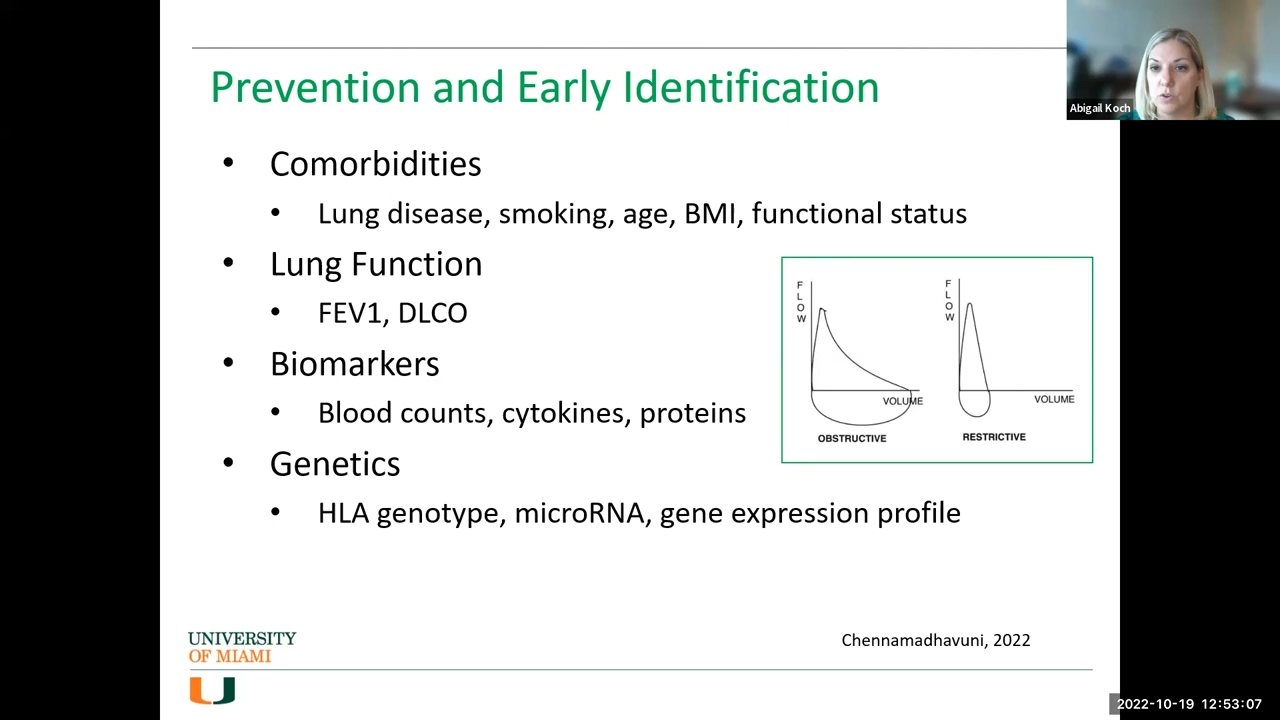 Prevention and Early Identification
Abigail Koch
• Comorbidities
• Lung disease, smoking, age, BMI, functional status
• Lung Function
• FEV1, DLCO
• Biomarkers
• Blood counts, cytokines, proteins
• Genetics
• HLA genotype, microRNA, gene expression profile
FLOW
VOLUME
OBSTRUCTIVE
FLOW
VOLUME
RESTRICTIVE
Chennamadhavuni, 2022
UNIVERSITY
OF MIAMI
2022-10-19 12:53:07